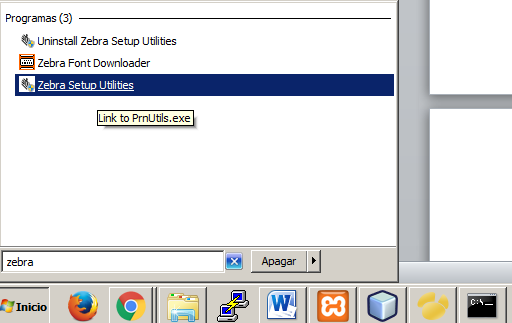 Programas (3)
Uninstall Zebra Setup Utilities
Zebra Font Downloader
Zebra Setup Utilities
Link to PrnUtils.exe
zebra
Apagar
Inicio
C:\.